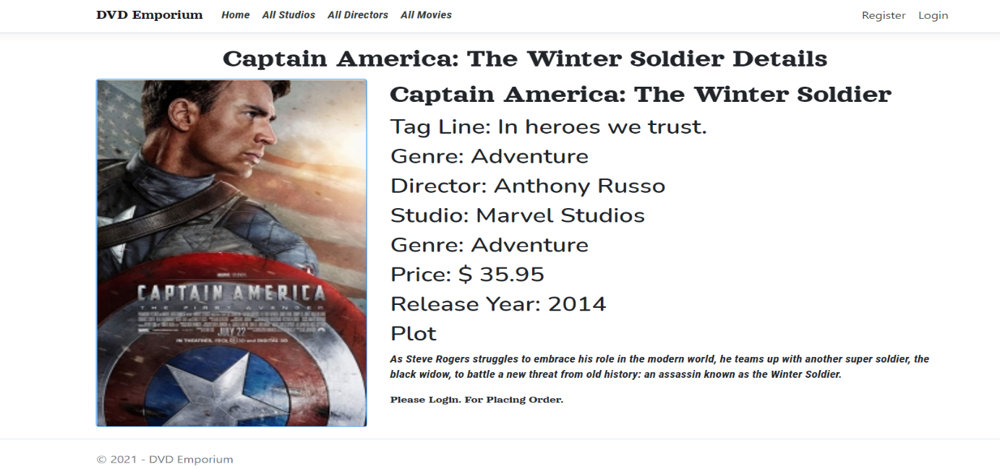 DVD Emporium Home All Studios All Directors All Movies Register Login
Captain America: The Winter Soldier Details
CAPTAIN AMERICA
THE FIRST AVENGER
JULY 22
IN THEATRES, REAL D 3D and DIGITAL 3D
Captain America: The Winter Soldier
Tag Line: In heroes we trust.
Genre: Adventure
Director: Anthony Russo
Studio: Marvel Studios
Genre: Adventure
Price: $ 35.95
Release Year: 2014
Plot
As Steve Rogers struggles to embrace his role in the modern world, he teams up with another super soldier, the
black widow, to battle a new threat from old history: an assassin known as the Winter Soldier.
Please Login. For Placing Order.
© 2021 - DVD Emporium